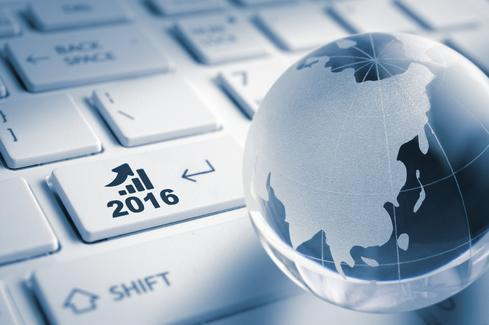 BACK
SPACE
7
\
}
]
2016
SHIFT